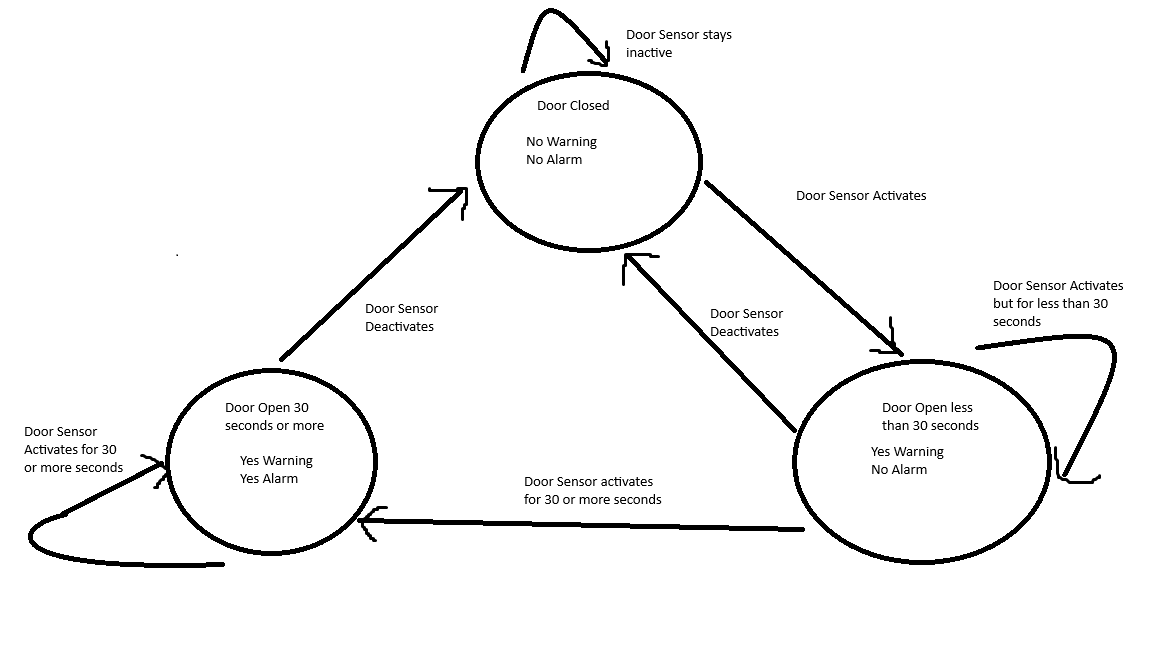 Door Sensor stays
inactive
Door Closed
No Warning
No Alarm
Door Sensor Activates
Door Sensor Activates
but for less than 30
seconds
Door Sensor
Deactivates
Door Sensor
Deactivates
Door Open 30
seconds or more
Yes Warning
Yes Alarm
Door Open less
than 30 seconds
Yes Warning
No Alarm
Door Sensor
Activates for 30
or more seconds
Door Sensor activates
for 30 or more seconds